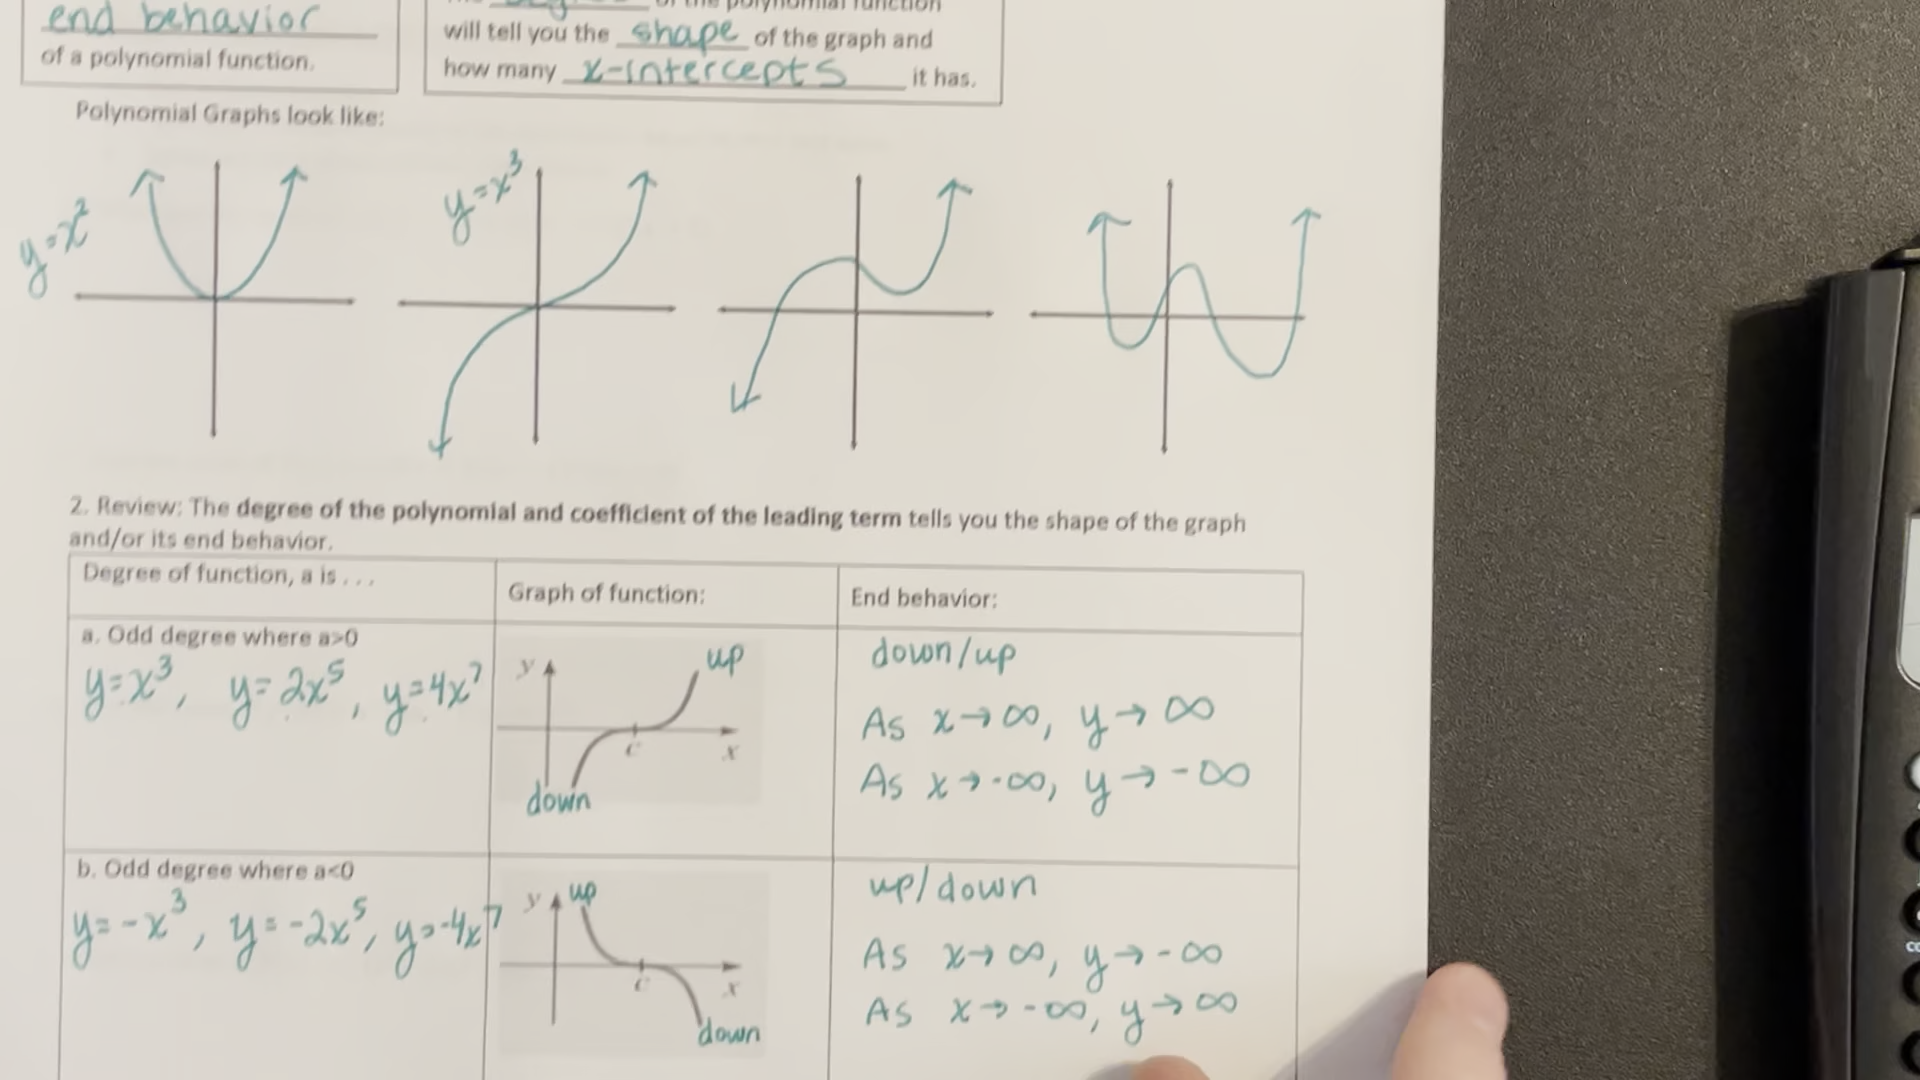 end behavior
of a polynomial function.
of the polynomial function
will tell you the shape of the graph and
how many x-intercepts it has.
Polynomial Graphs look like:
y=x²
y=x³
2. Review: The degree of the polynomial and coefficient of the leading term tells you the shape of the graph
and/or its end behavior.
Degree of function, a is . . .
Graph of function:
End behavior:
a. Odd degree where a>0
y=x³, y=2x⁵, y=4x⁷
y
up
c
x
down
down/up
As x→∞, y→∞
As x→-∞, y→-∞
b. Odd degree where a<0
y=-x³, y=-2x⁵, y=-4x⁷
y
up
c
x
down
up/down
As x→∞, y→-∞
As x→-∞, y→∞